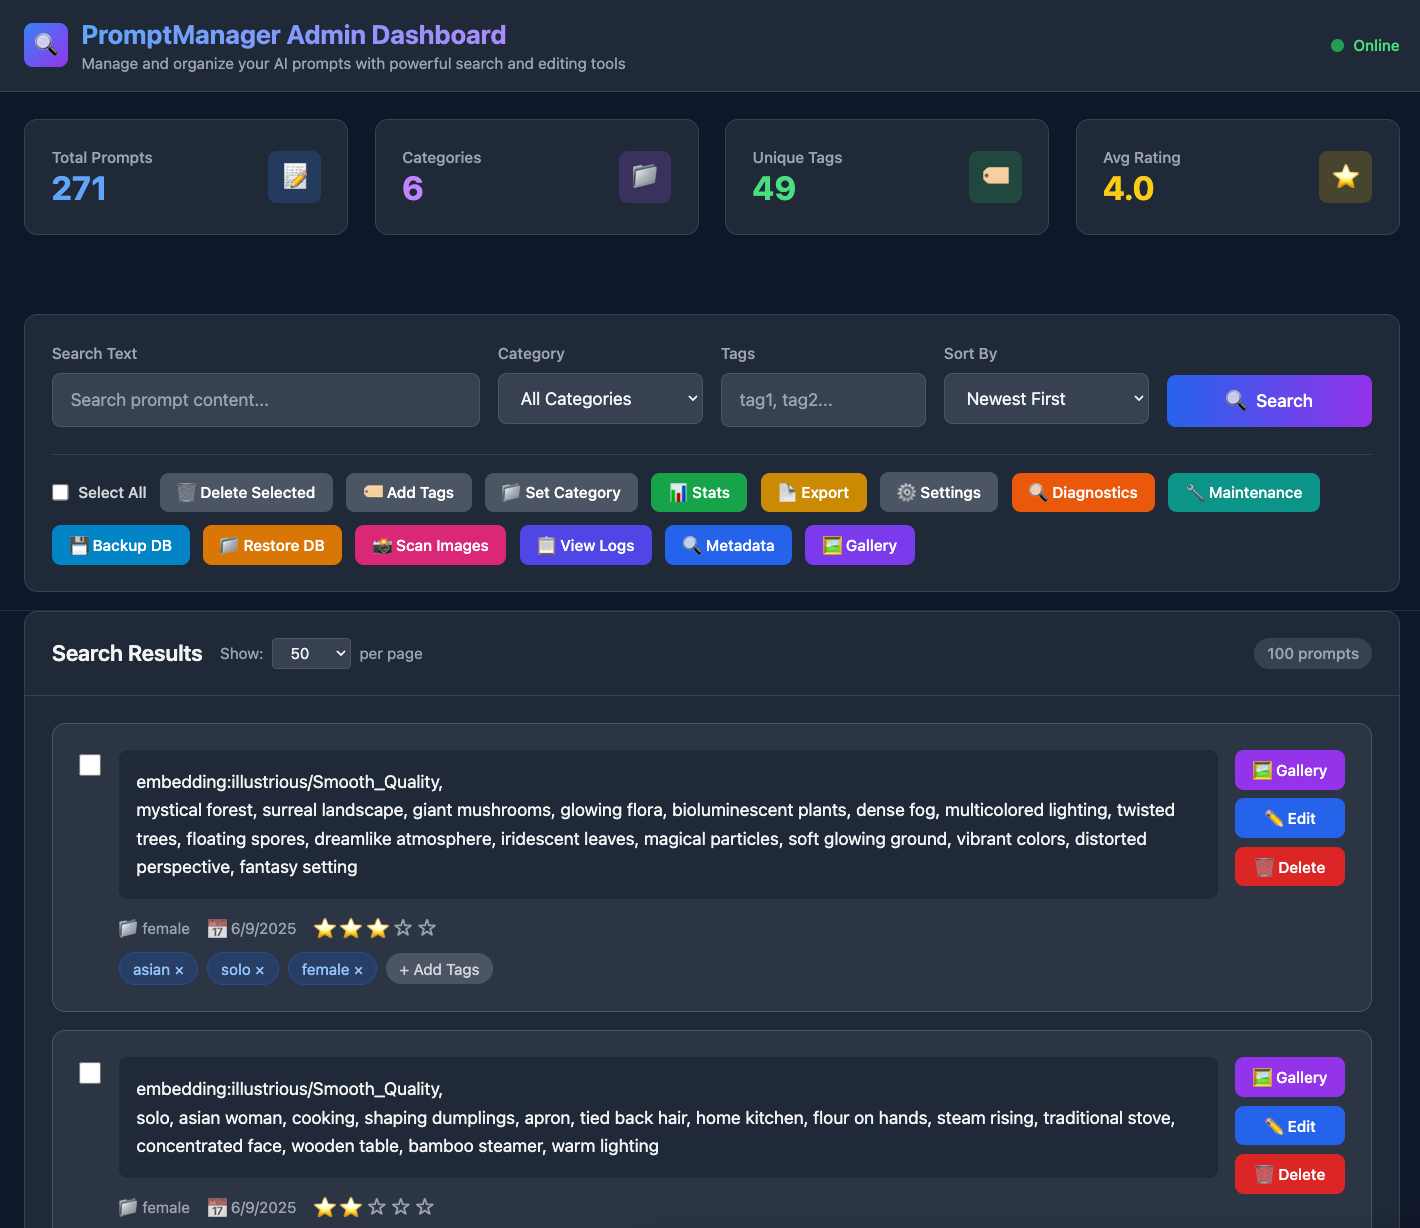 PromptManager Admin Dashboard
Manage and organize your AI prompts with powerful search and editing tools
Online
Total Prompts
271
Categories
6
Unique Tags
49
Avg Rating
4.0
Search Text
Category
Tags
Sort By
Search prompt content...
All Categories
tag1, tag2...
Newest First
Search
Select All
Delete Selected
Add Tags
Set Category
Stats
Export
Settings
Diagnostics
Maintenance
Backup DB
Restore DB
Scan Images
View Logs
Metadata
Gallery
Search Results
Show:
50
per page
100 prompts
embedding:illustrious/Smooth_Quality,
mystical forest, surreal landscape, giant mushrooms, glowing flora, bioluminescent plants, dense fog, multicolored lighting, twisted
trees, floating spores, dreamlike atmosphere, iridescent leaves, magical particles, soft glowing ground, vibrant colors, distorted
perspective, fantasy setting
Gallery
Edit
Delete
female
6/9/2025
asian ×
solo ×
female ×
+ Add Tags
embedding:illustrious/Smooth_Quality,
solo, asian woman, cooking, shaping dumplings, apron, tied back hair, home kitchen, flour on hands, steam rising, traditional stove,
concentrated face, wooden table, bamboo steamer, warm lighting
Gallery
Edit
Delete
female
6/9/2025